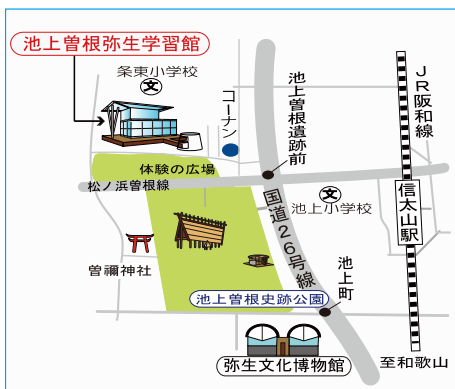 池上曽根弥生学習館
条東小学校
文
コーナン
池上曽根遺跡前
JR阪和線
体験の広場
松ノ浜曽根線
国道26号線
文
池上小学校
信太山駅
曽禰神社
池上町
池上曽根史跡公園
弥生文化博物館
至和歌山